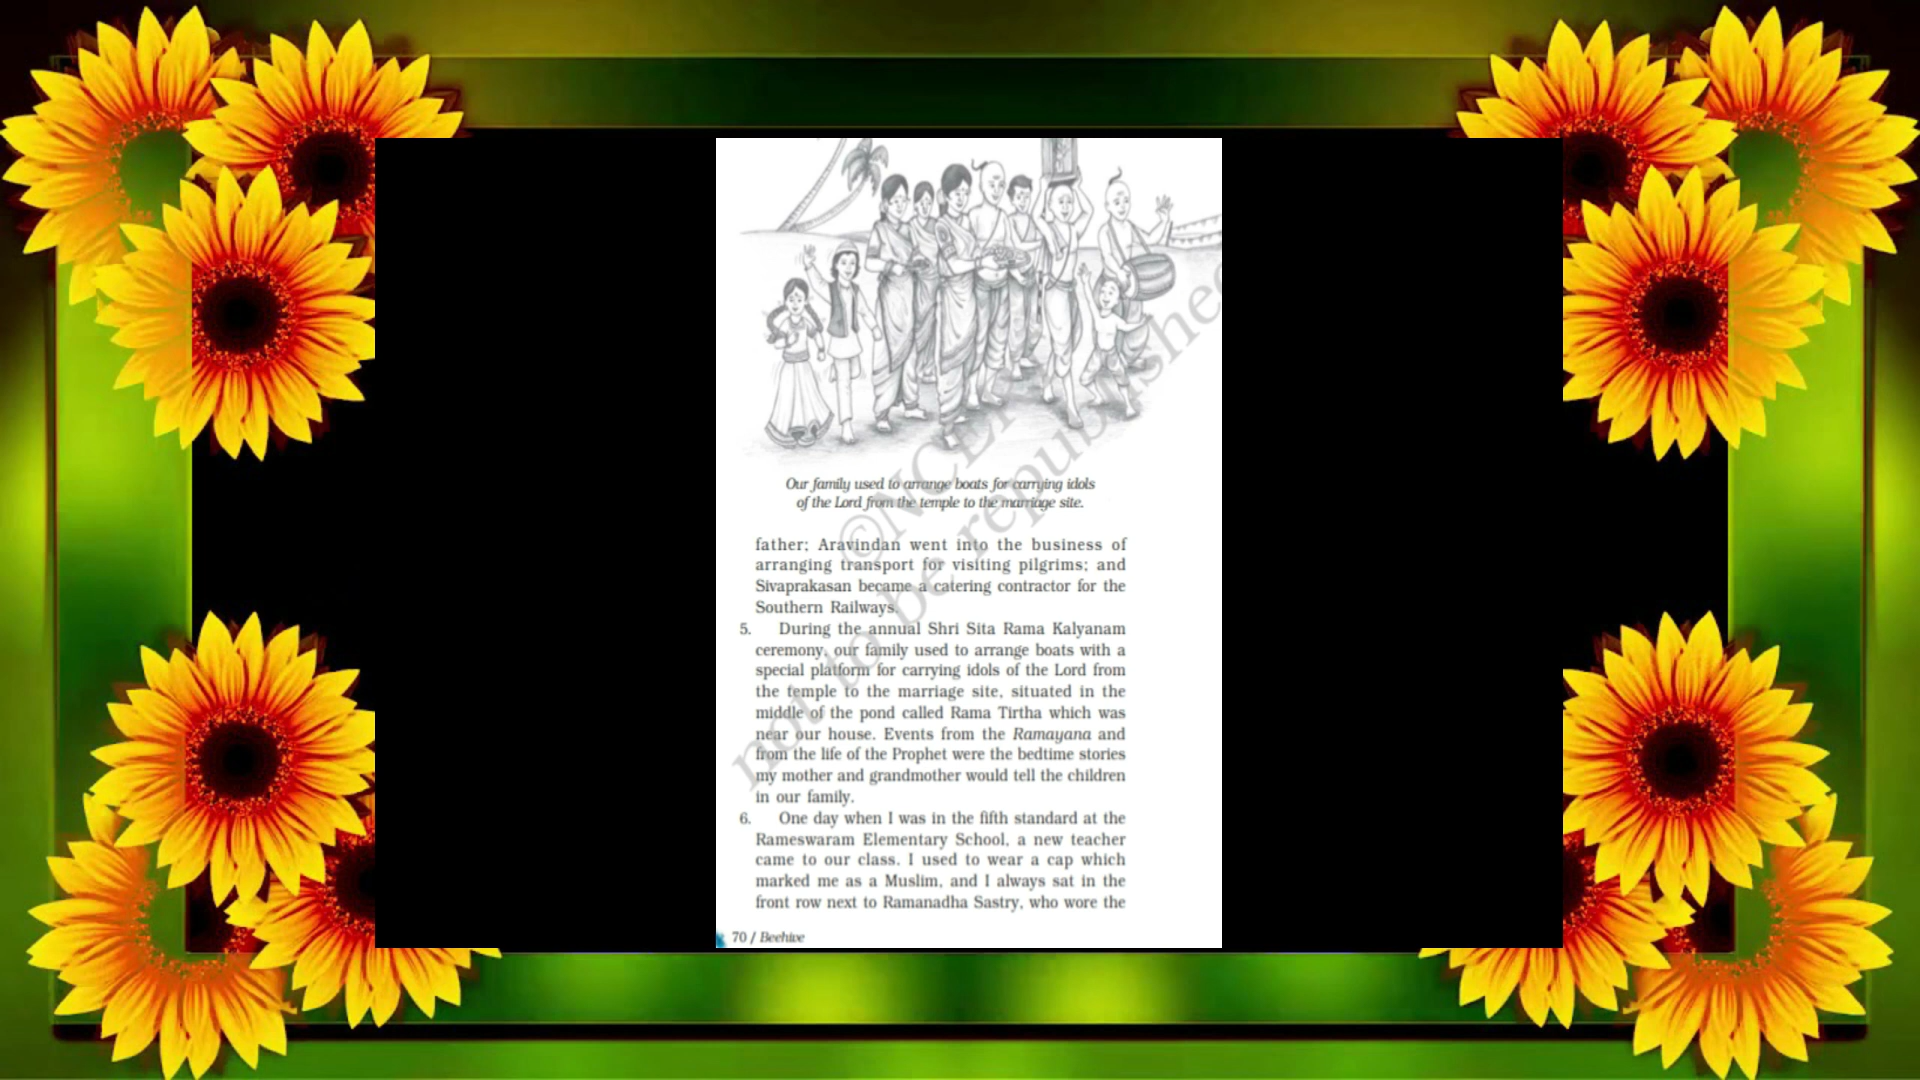 Our family used to arrange boats for carrying idols
of the Lord from the temple to the marriage site.
father; Aravindan went into the business of
arranging transport for visiting pilgrims; and
Sivaprakasan became a catering contractor for the
Southern Railways.
5. During the annual Shri Sita Rama Kalyanam
ceremony, our family used to arrange boats with a
special platform for carrying idols of the Lord from
the temple to the marriage site, situated in the
middle of the pond called Rama Tirtha which was
near our house. Events from the Ramayana and
from the life of the Prophet were the bedtime stories
my mother and grandmother would tell the children
in our family.
6. One day when I was in the fifth standard at the
Rameswaram Elementary School, a new teacher
came to our class. I used to wear a cap which
marked me as a Muslim, and I always sat in the
front row next to Ramanadha Sastry, who wore the
70 / Beehive
not to be republished